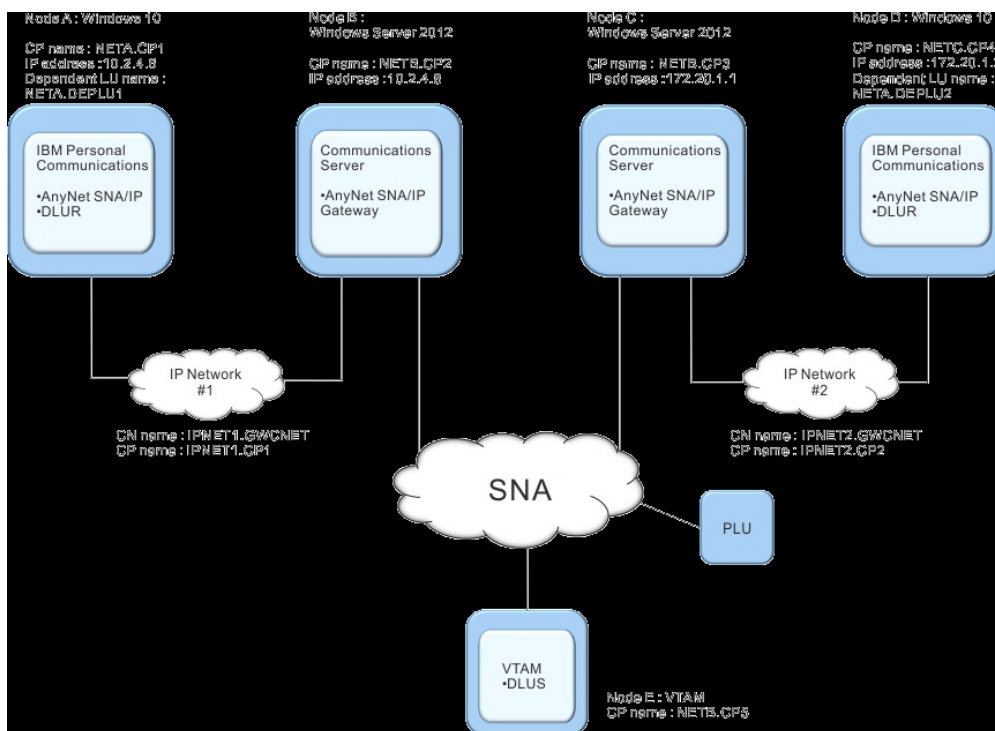 Node A : Windows 10
CP name : NETA.CP1
IP address :10.2.4.6
Dependent LU name :
NETA.DEPLU1
Node B :
Windows Server 2012
CP name : NETB.CP2
IP address :10.2.4.8
Node C :
Windows Server 2012
CP name : NETB.CP3
IP address :172.20.1.1
Node D : Windows 10
CP name : NETC.CP4
IP address :172.20.1.
Dependent LU name :
NETA.DEPLU2
IBM Personal
Communications
•AnyNet SNA/IP
•DLUR
Communications
Server
•AnyNet SNA/IP
Gateway
Communications
Server
•AnyNet SNA/IP
Gateway
IBM Personal
Communications
•AnyNet SNA/IP
•DLUR
IP Network
#1
CN name : IPNET1.GWCNET
CP name : IPNET1.CP1
IP Network
#2
CN name : IPNET2.GWCNET
CP name : IPNET2.CP2
SNA
PLU
VTAM
•DLUS
Node E : VTAM
CP name : NETB.CP5